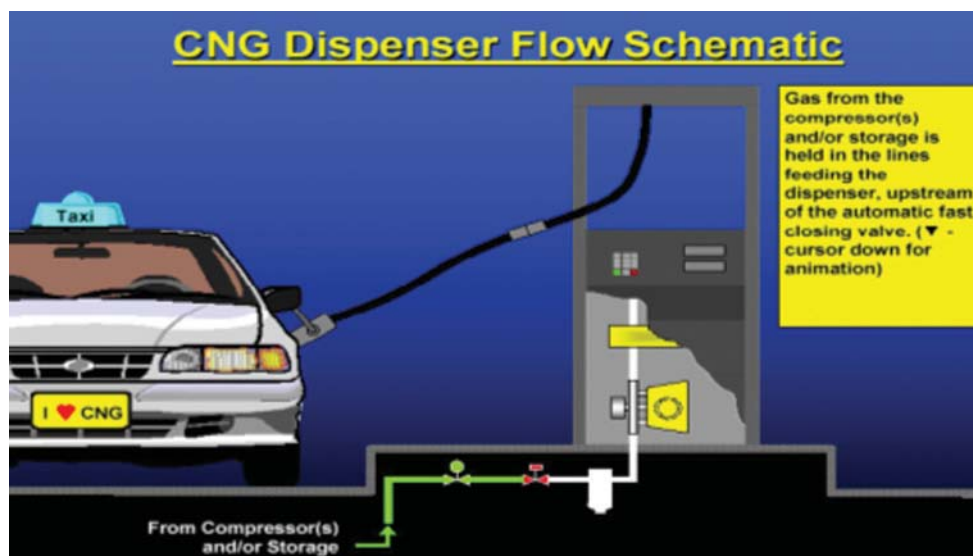 CNG Dispenser Flow Schematic
Gas from the
compressor(s)
and/or storage is
held in the lines
feeding the
dispenser, upstream
of the automatic fast
closing valve. (▼ -
cursor down for
animation)
Taxi
I ♥ CNG
From Compressor(s)
and/or Storage